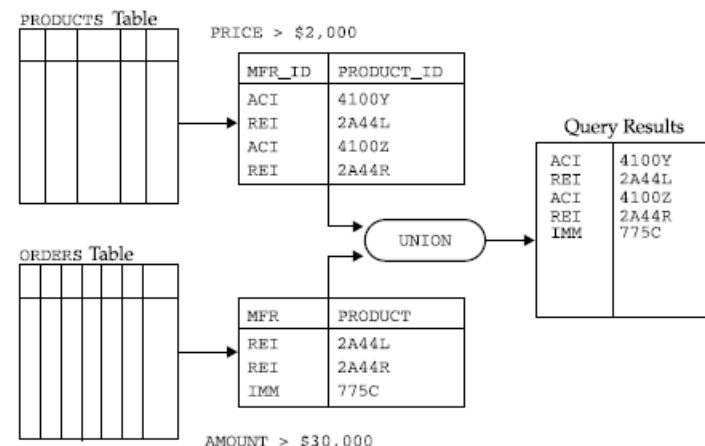 PRODUCTS Table
PRICE > $2,000
MFR_ID PRODUCT_ID
ACI 4100Y
REI 2A44L
ACI 4100Z
REI 2A44R
Query Results
ACI 4100Y
REI 2A44L
ACI 4100Z
REI 2A44R
IMM 775C
UNION
ORDERS Table
MFR PRODUCT
REI 2A44L
REI 2A44R
IMM 775C
AMOUNT > $30,000